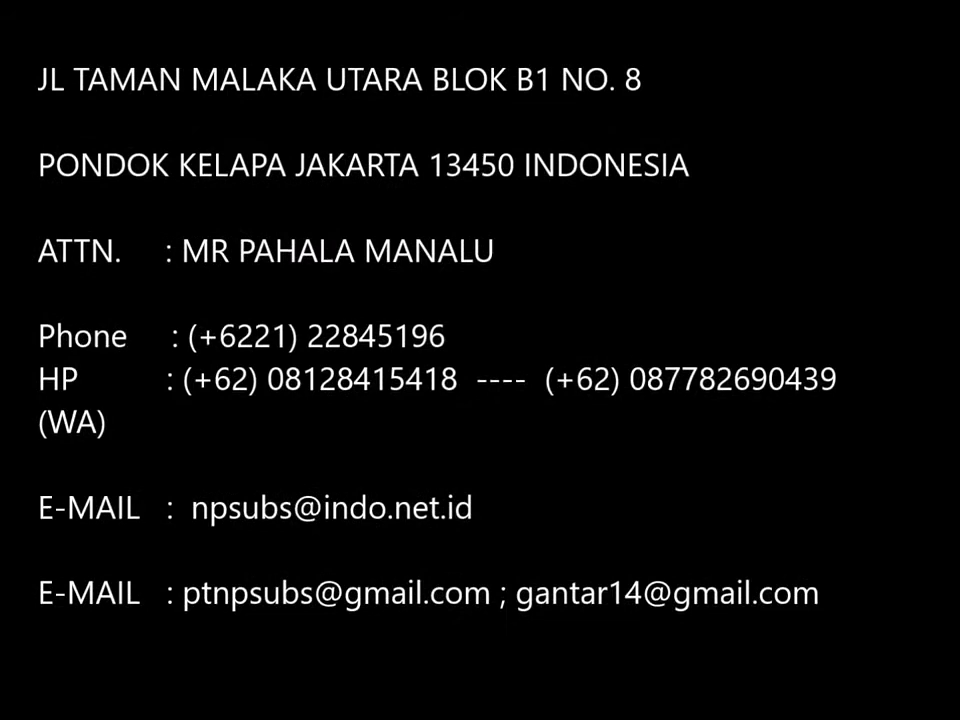 JL TAMAN MALAKA UTARA BLOK B1 NO. 8
PONDOK KELAPA JAKARTA 13450 INDONESIA
ATTN. : MR PAHALA MANALU
Phone : (+6221) 22845196
HP : (+62) 08128415418 ---- (+62) 087782690439
(WA)
E-MAIL : npsubs@indo.net.id
E-MAIL : ptnpsubs@gmail.com ; gantar14@gmail.com